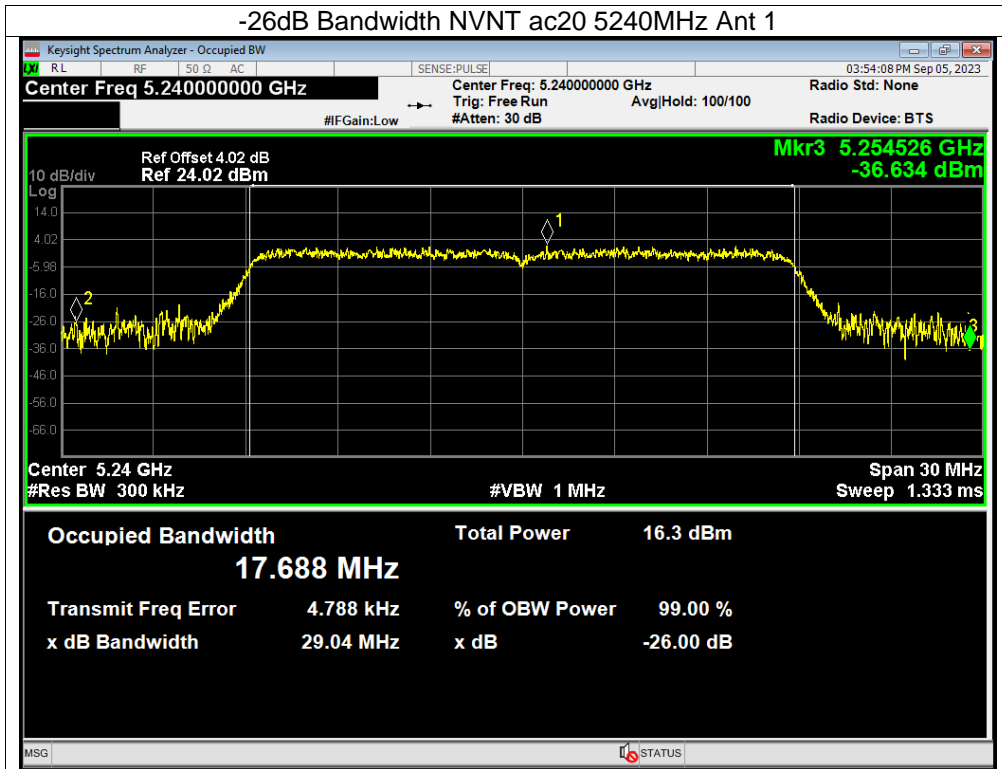 -26dB Bandwidth NVNT ac20 5240MHz Ant 1
Keysight Spectrum Analyzer - Occupied BW
LXI RL RF 50 Ω AC SENSE:PULSE 03:54:08 PM Sep 05, 2023
Center Freq 5.240000000 GHz Center Freq: 5.240000000 GHz Radio Std: None
Trig: Free Run Avg|Hold: 100/100
#IFGain:Low #Atten: 30 dB Radio Device: BTS
Mkr3 5.254526 GHz
-36.634 dBm
Ref Offset 4.02 dB
10 dB/div Ref 24.02 dBm
Log
14.0
4.02
-5.98
-16.0
-26.0
-36.0
-46.0
-56.0
-66.0
1
2
3
Center 5.24 GHz Span 30 MHz
#Res BW 300 kHz #VBW 1 MHz Sweep 1.333 ms
Occupied Bandwidth Total Power 16.3 dBm
17.688 MHz
Transmit Freq Error 4.788 kHz % of OBW Power 99.00 %
x dB Bandwidth 29.04 MHz x dB -26.00 dB
MSG STATUS